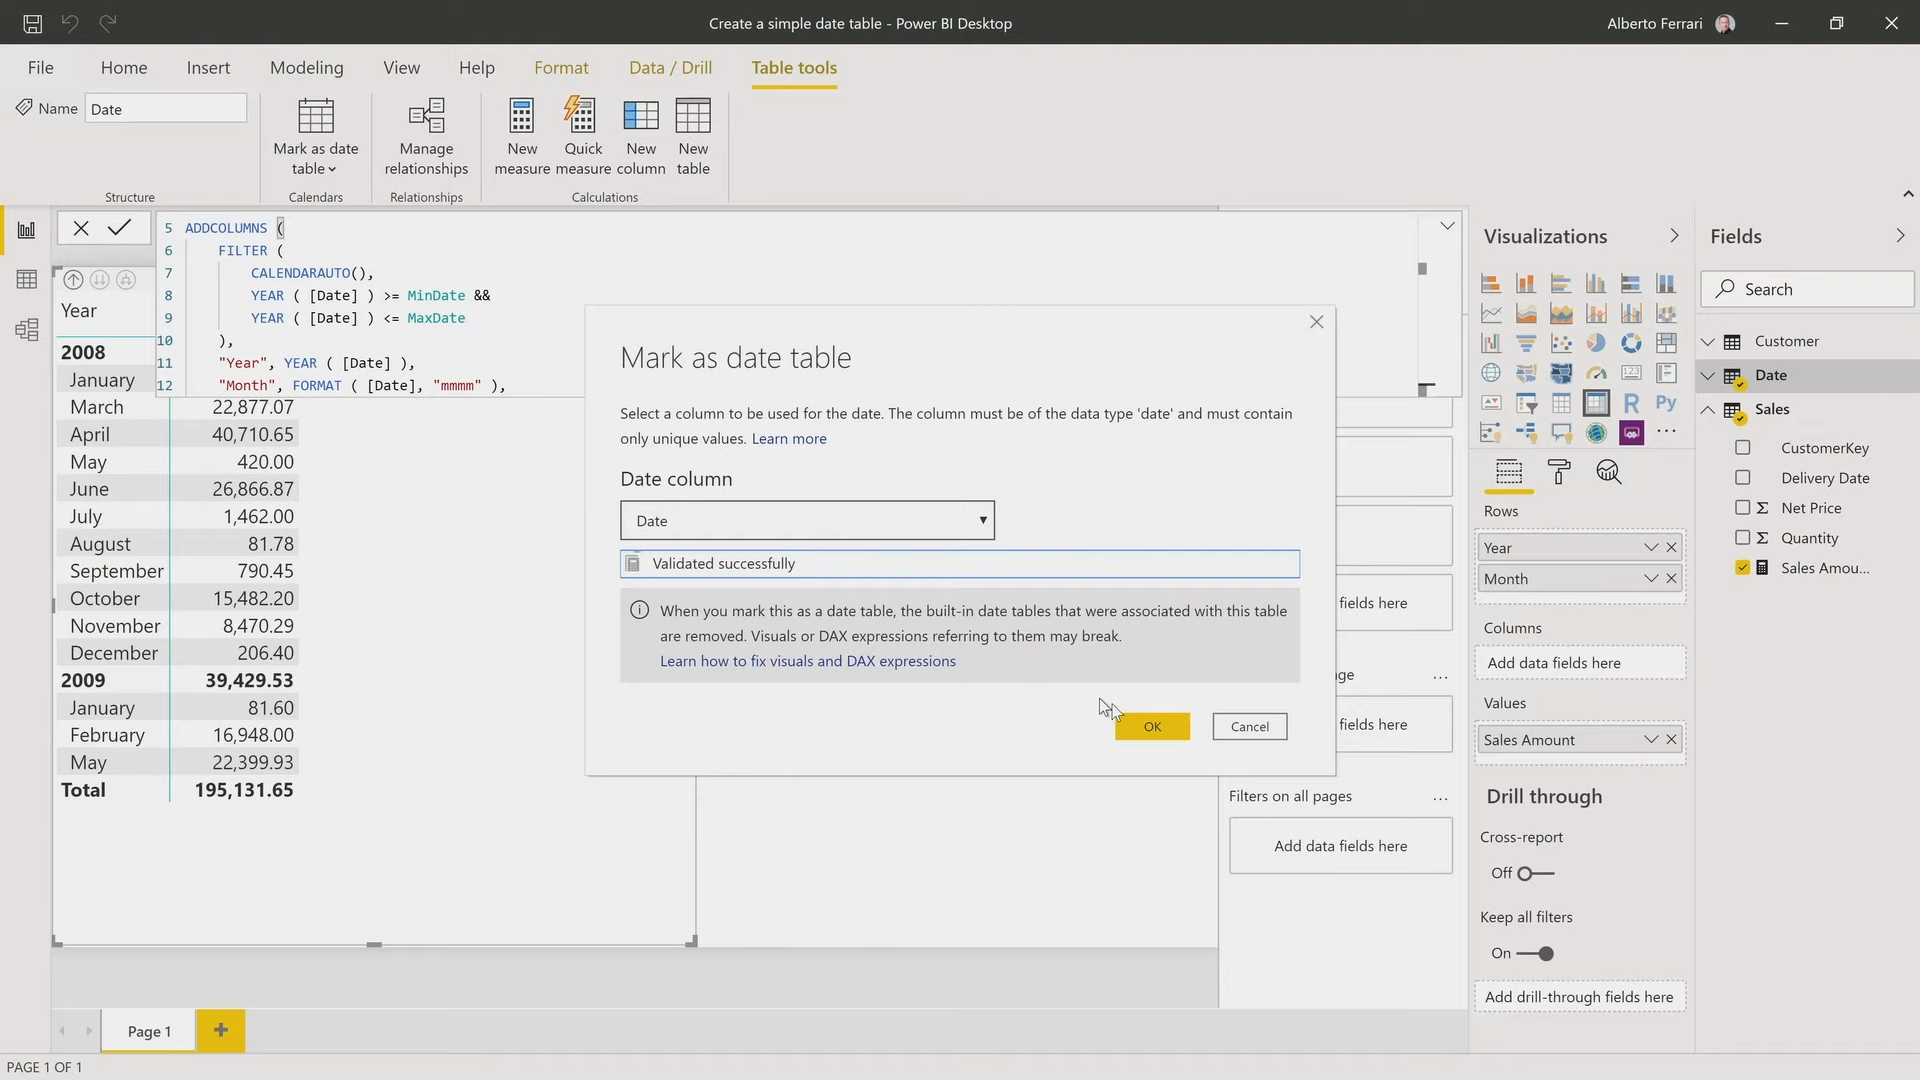 Create a simple date table - Power BI Desktop
Alberto Ferrari
File
Home
Insert
Modeling
View
Help
Format
Data / Drill
Table tools
Name
Date
Mark as date
table
Manage
relationships
New
measure
Quick
measure
New
column
New
table
Structure
Calendars
Relationships
Calculations
5 ADDCOLUMNS (
6 FILTER (
7 CALENDARAUTO(),
8 YEAR ( [Date] ) >= MinDate &&
9 YEAR ( [Date] ) <= MaxDate
10 ),
11 "Year", YEAR ( [Date] ),
12 "Month", FORMAT ( [Date], "mmmm" ),
Year
2008
January
March 22,877.07
April 40,710.65
May 420.00
June 26,866.87
July 1,462.00
August 81.78
September 790.45
October 15,482.20
November 8,470.29
December 206.40
2009 39,429.53
January 81.60
February 16,948.00
May 22,399.93
Total 195,131.65
Mark as date table
Select a column to be used for the date. The column must be of the data type 'date' and must contain
only unique values. Learn more
Date column
Date
Validated successfully
When you mark this as a date table, the built-in date tables that were associated with this table
are removed. Visuals or DAX expressions referring to them may break.
Learn how to fix visuals and DAX expressions
OK
Cancel
fields here
ge ...
fields here
Filters on all pages ...
Add data fields here
Visualizations
123
R
Py
...
Rows
Year
Month
Columns
Add data fields here
Values
Sales Amount
Drill through
Cross-report
Off
Keep all filters
On
Add drill-through fields here
Fields
Search
Customer
Date
Sales
CustomerKey
Delivery Date
Σ Net Price
Σ Quantity
Sales Amou...
Page 1
+
PAGE 1 OF 1